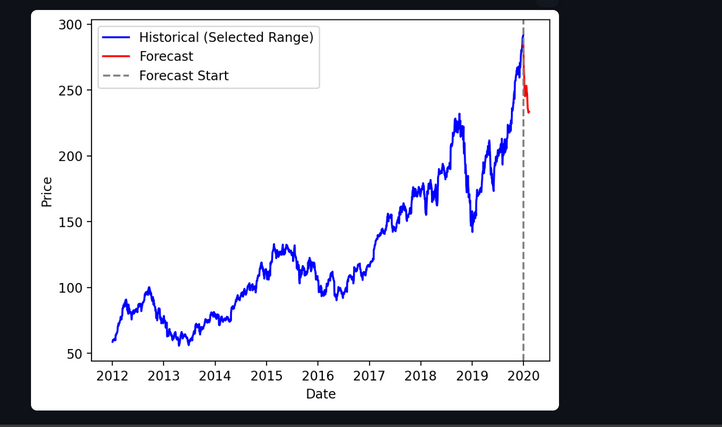 Historical (Selected Range)
Forecast
Forecast Start
300
250
200
150
100
50
Price
2012 2013 2014 2015 2016 2017 2018 2019 2020
Date